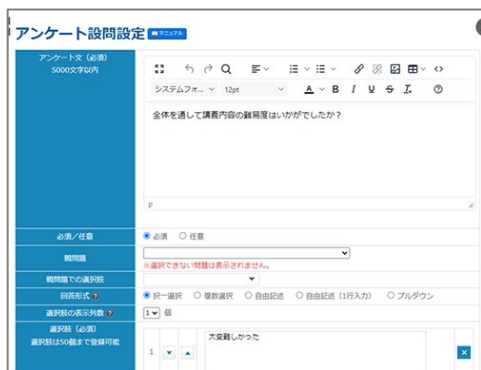 アンケート設問設定 マニュアル
アンケート文（必須）
5000文字以内
システムフォ... 12pt
A B I U S
全体を通して講義内容の難易度はいかがでしたか？
p
必須／任意 必須 任意
親問題
※選択できない問題は表示されません。
親問題での選択肢
回答形式 択一選択 複数選択 自由記述 自由記述（1行入力） プルダウン
選択肢の表示列数 1 個
選択肢（必須）
選択肢は50個まで登録可能
1 大変難しかった